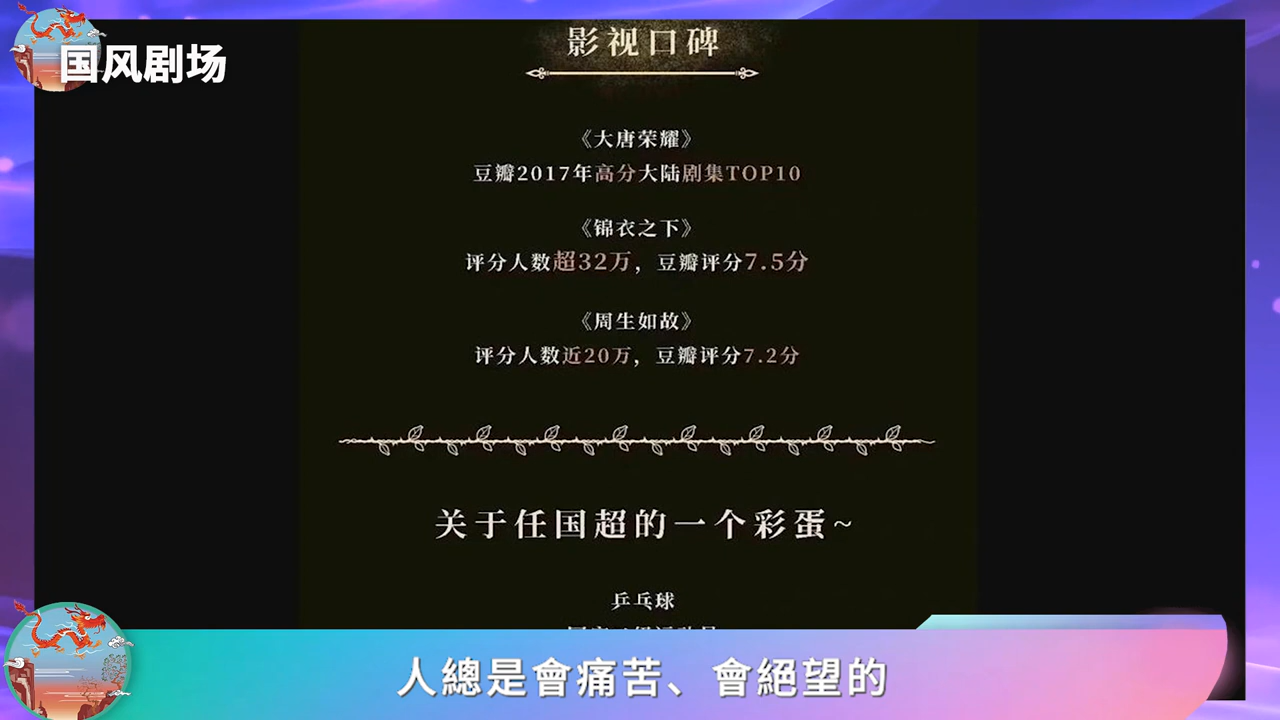 国风剧场
影视口碑
《大唐荣耀》
豆瓣2017年高分大陆剧集TOP10
《锦衣之下》
评分人数超32万，豆瓣评分7.5分
《周生如故》
评分人数近20万，豆瓣评分7.2分
关于任国超的一个彩蛋~
乒乓球
人總是會痛苦、會絕望的